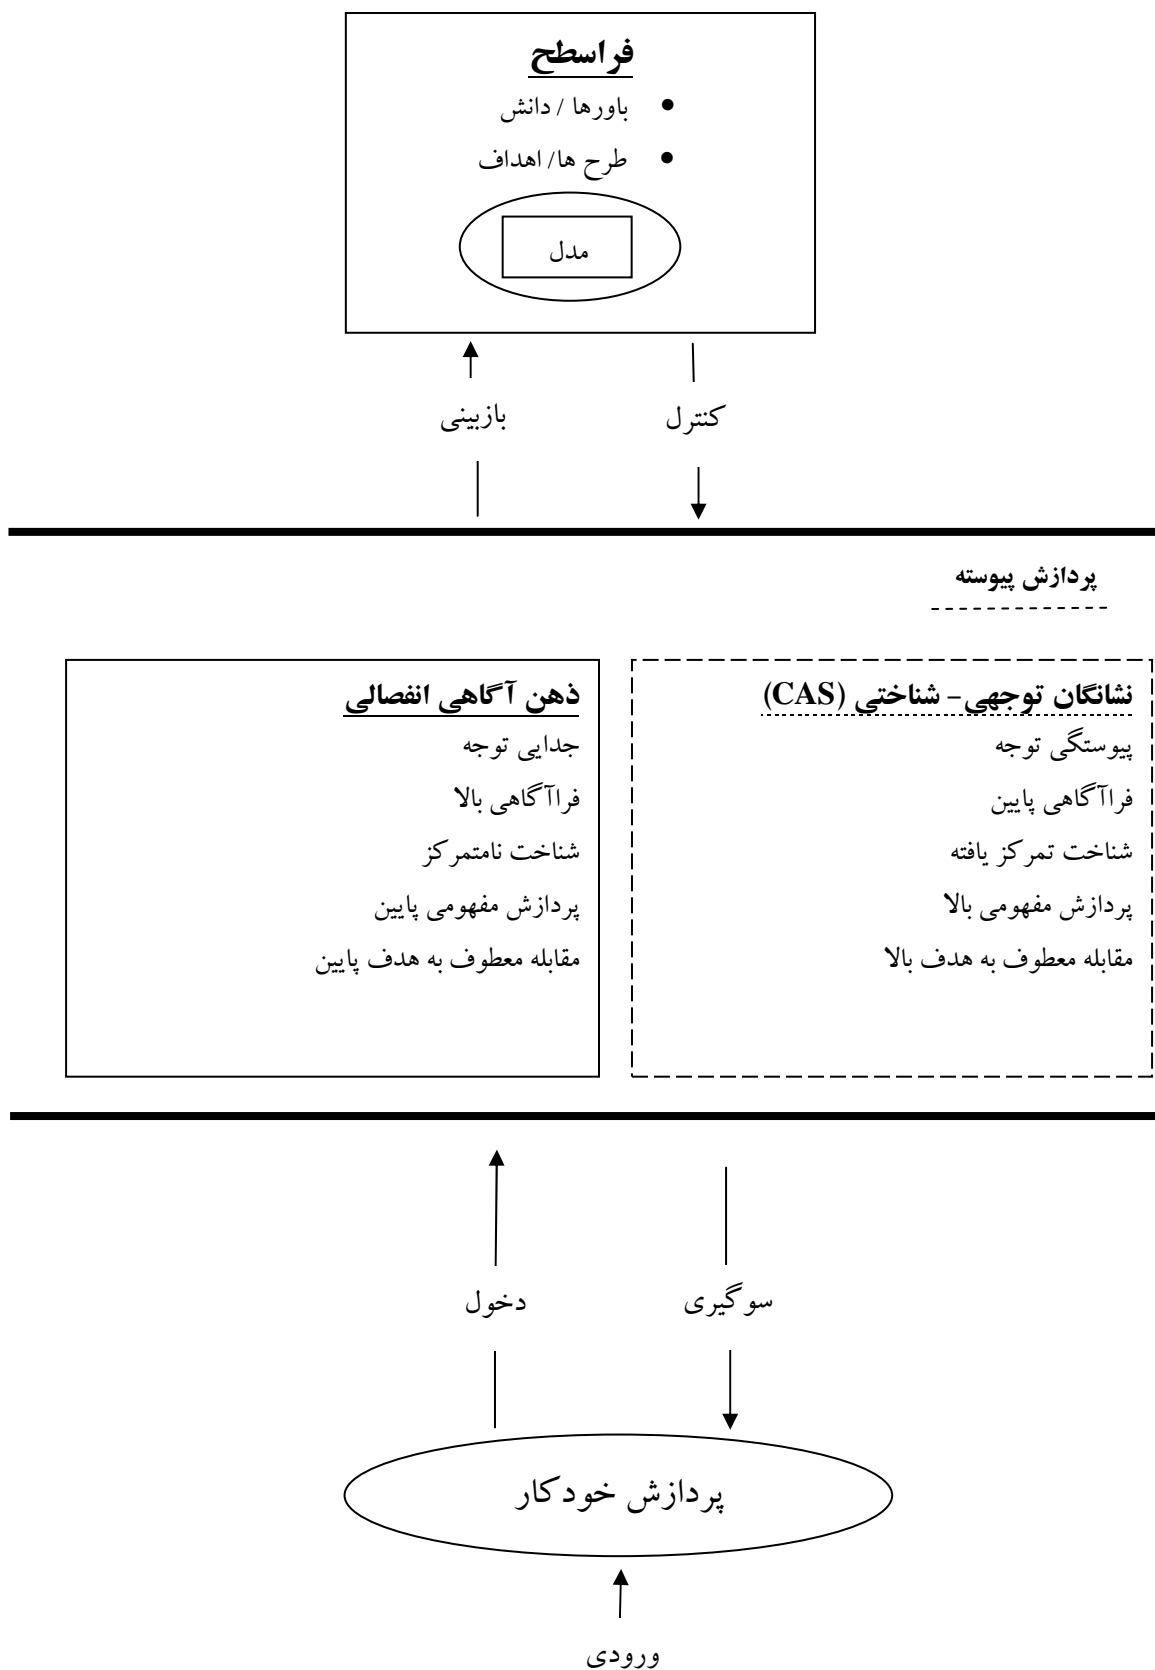 فراسطح
• باورها / دانش
• طرح ها/ اهداف
مدل
کنترل
بازبینی
پردازش پیوسته
نشانگان توجهی- شناختی (CAS)
پیوستگی توجه
فراآگاهی پایین
شناخت تمرکز یافته
پردازش مفهومی بالا
مقابله معطوف به هدف بالا
ذهن آگاهی انفصالی
جدایی توجه
فراآگاهی بالا
شناخت نامتمرکز
پردازش مفهومی پایین
مقابله معطوف به هدف پایین
سوگیری
دخول
پردازش خودکار
ورودی